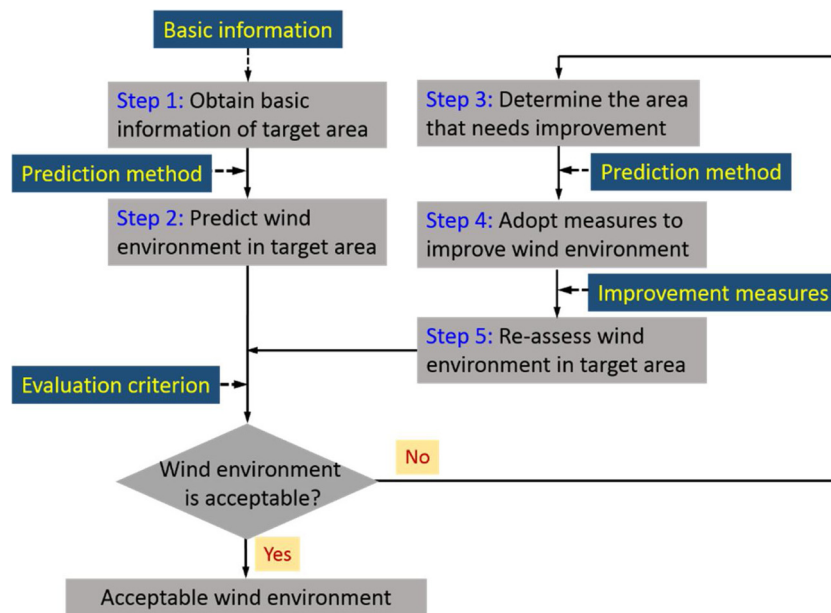 Basic information
Step 1: Obtain basic
information of target area
Prediction method
Step 2: Predict wind
environment in target area
Step 3: Determine the area
that needs improvement
Prediction method
Step 4: Adopt measures to
improve wind environment
Improvement measures
Step 5: Re-assess wind
environment in target area
Evaluation criterion
Wind environment
is acceptable?
No
Yes
Acceptable wind environment